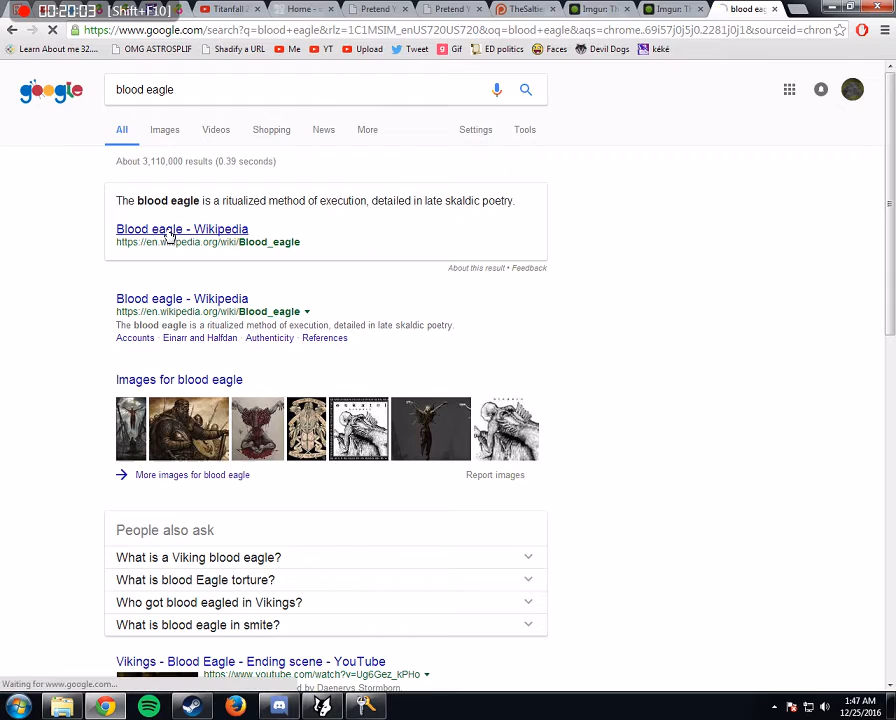 00:20:03 [Shift+F10]
Titanfall 2
Home -
Pretend
Pretend Y
TheSaltie
Imgur: Th
Imgur: Th
blood eag
https://www.google.com/search?q=blood+eagle&rlz=1C1MSIM_enUS720US720&oq=blood+eagle&aqs=chrome..69i57j0j5j0.2281j0j1&sourceid=chron
Learn About me 32....
OMG ASTROSPLIF
Shadify a URL
Me
YT
Upload
Tweet
Gif
ED politics
Faces
Devil Dogs
kéké
Google
blood eagle
All
Images
Videos
Shopping
News
More
Settings
Tools
About 3,110,000 results (0.39 seconds)
The blood eagle is a ritualized method of execution, detailed in late skaldic poetry.
Blood eagle - Wikipedia
https://en.wikipedia.org/wiki/Blood_eagle
About this result • Feedback
Blood eagle - Wikipedia
https://en.wikipedia.org/wiki/Blood_eagle
The blood eagle is a ritualized method of execution, detailed in late skaldic poetry.
Accounts · Einarr and Halfdan · Authenticity · References
Images for blood eagle
More images for blood eagle
Report images
People also ask
What is a Viking blood eagle?
What is blood Eagle torture?
Who got blood eagled in Vikings?
What is blood eagle in smite?
Vikings - Blood Eagle - Ending scene - YouTube
https://www.youtube.com/watch?v=Ug6Gez_kPHo
d by Daenerys Stormborn.
Waiting for www.google.com...
1:47 AM
12/25/2016